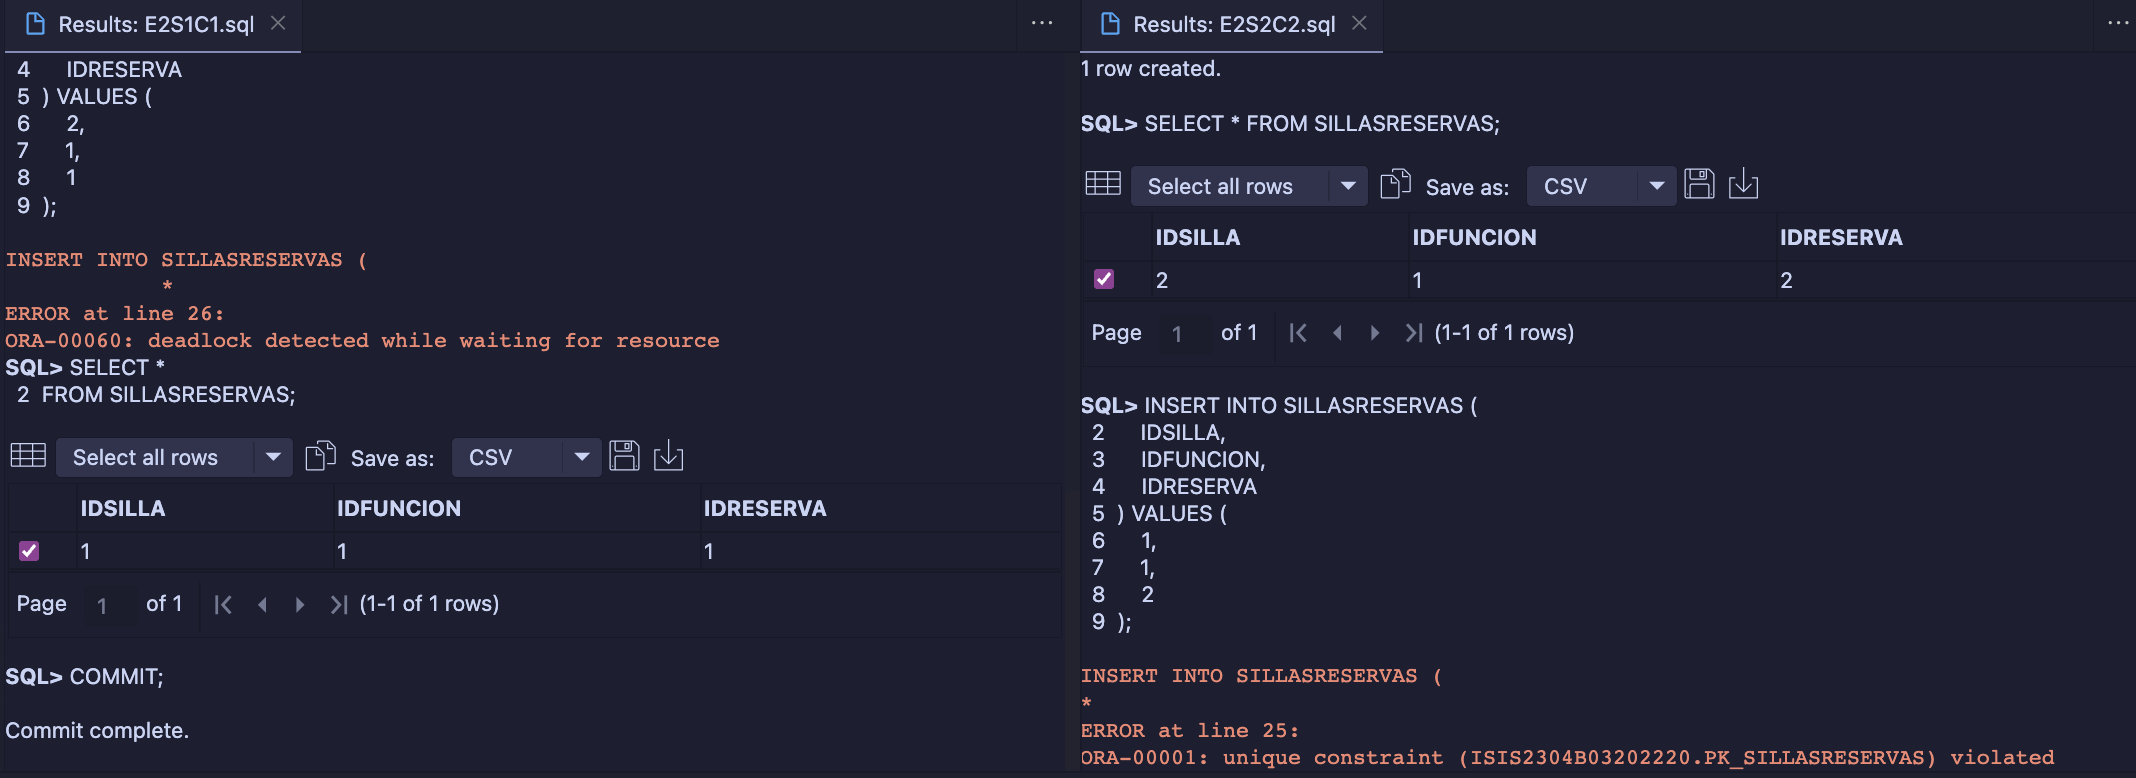 Results: E2S1C1.sql
4 IDRESERVA
5 ) VALUES (
6 2,
7 1,
8 1
9 );
INSERT INTO SILLASRESERVAS (
*
ERROR at line 26:
ORA-00060: deadlock detected while waiting for resource
SQL> SELECT *
2 FROM SILLASRESERVAS;
Select all rows Save as: CSV
IDSILLA IDFUNCION IDRESERVA
1 1 1
Page 1 of 1 (1-1 of 1 rows)
SQL> COMMIT;
Commit complete.
Results: E2S2C2.sql
1 row created.
SQL> SELECT * FROM SILLASRESERVAS;
Select all rows Save as: CSV
IDSILLA IDFUNCION IDRESERVA
2 1 2
Page 1 of 1 (1-1 of 1 rows)
SQL> INSERT INTO SILLASRESERVAS (
2 IDSILLA,
3 IDFUNCION,
4 IDRESERVA
5 ) VALUES (
6 1,
7 1,
8 2
9 );
INSERT INTO SILLASRESERVAS (
*
ERROR at line 25:
ORA-00001: unique constraint (ISIS2304B03202220.PK_SILLASRESERVAS) violated